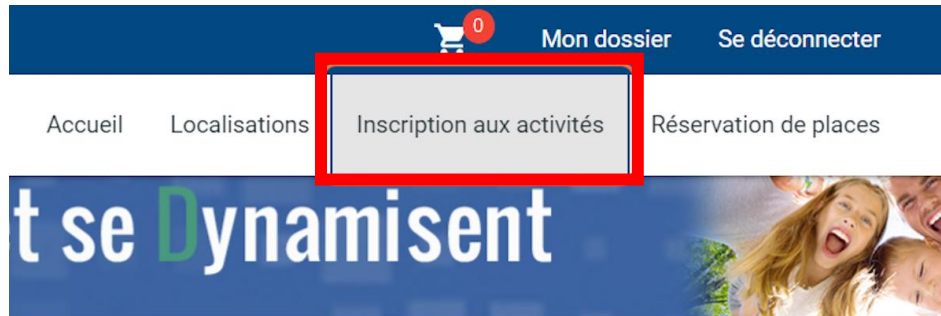 0
Mon dossier Se déconnecter
Accueil Localisations Inscription aux activités Réservation de places
t se Dynamisent